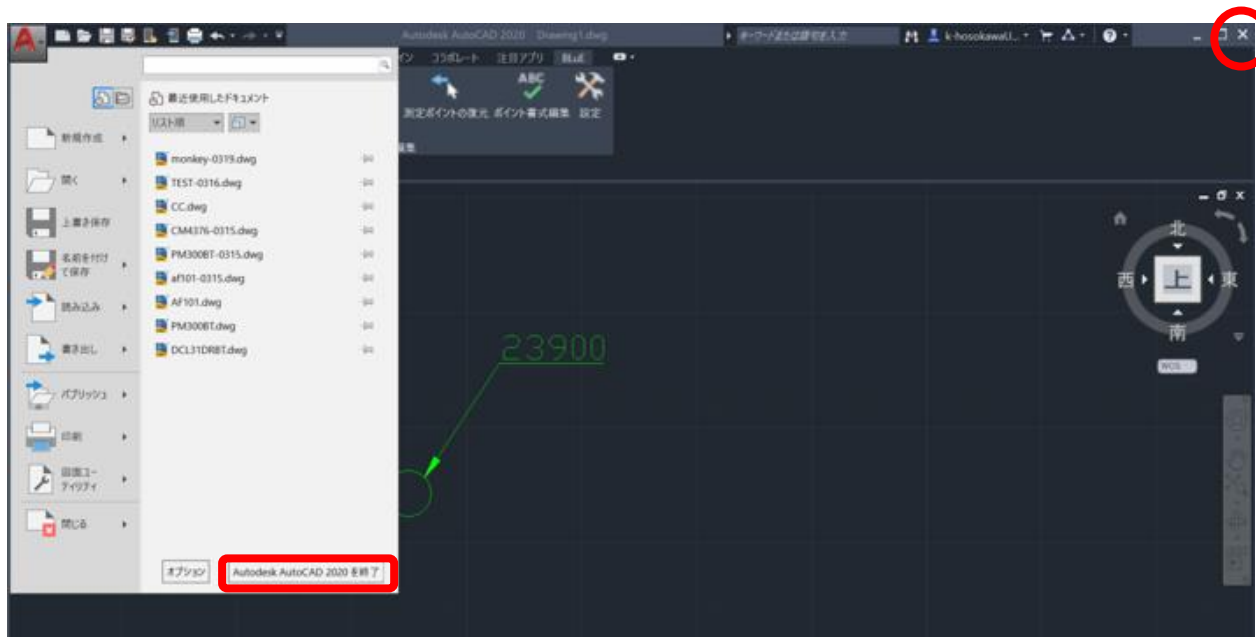 Autodesk AutoCAD 2020 Drawing1.dwg
キーワードまたは語句を入力
k-hosokawaU...
コラボレート 注目アプリ
ABC
測定ポイントの復元 ポイント書式編集 設定
編集
最近使用したドキュメント
リスト順
新規作成
開く
上書き保存
名前を付け
て保存
読み込み
書き出し
パブリッシュ
印刷
図面ユー
ティリティ
閉じる
monkey-0319.dwg
TEST-0316.dwg
CC.dwg
CM4376-0315.dwg
PM300BT-0315.dwg
af101-0315.dwg
AF101.dwg
PM300BT.dwg
DCL31DRBT.dwg
オプション
Autodesk AutoCAD 2020 を終了
23900
北
西
上
東
南
WCS